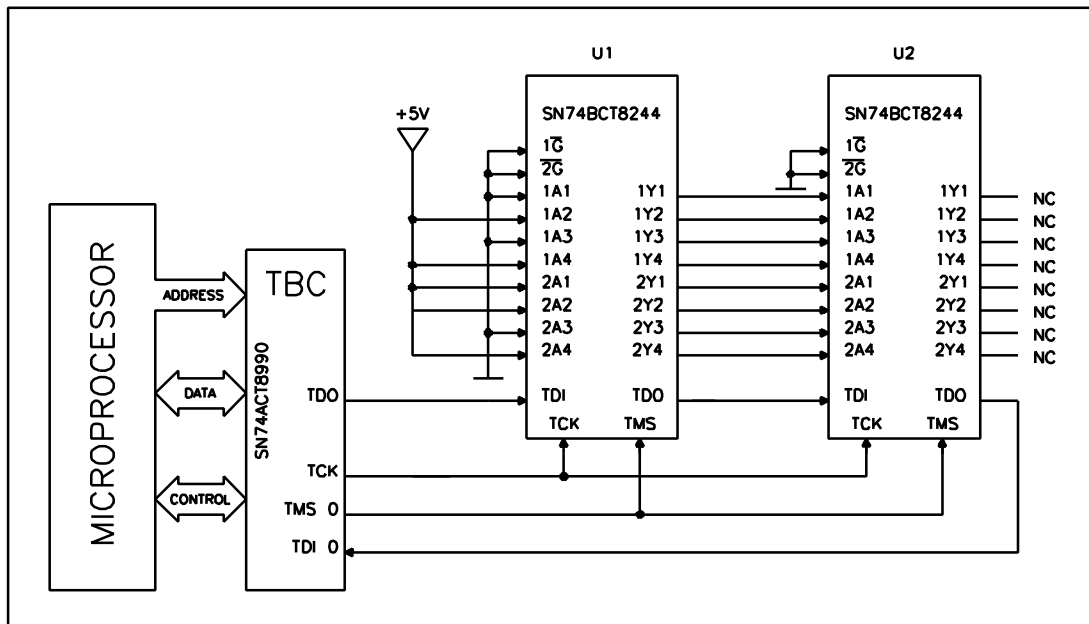 U1
U2
+5V
SN74BCT8244
1G̅
2G̅
1A1
1A2
1A3
1A4
2A1
2A2
2A3
2A4
TDI
TCK
1Y1
1Y2
1Y3
1Y4
2Y1
2Y2
2Y3
2Y4
TDO
TMS
SN74BCT8244
1G̅
2G̅
1A1
1A2
1A3
1A4
2A1
2A2
2A3
2A4
TDI
TCK
1Y1
1Y2
1Y3
1Y4
2Y1
2Y2
2Y3
2Y4
TDO
TMS
NC
NC
NC
NC
NC
NC
NC
NC
MICROPROCESSOR
ADDRESS
DATA
CONTROL
TBC
SN74ACT8990
TDO
TCK
TMS 0
TDI 0